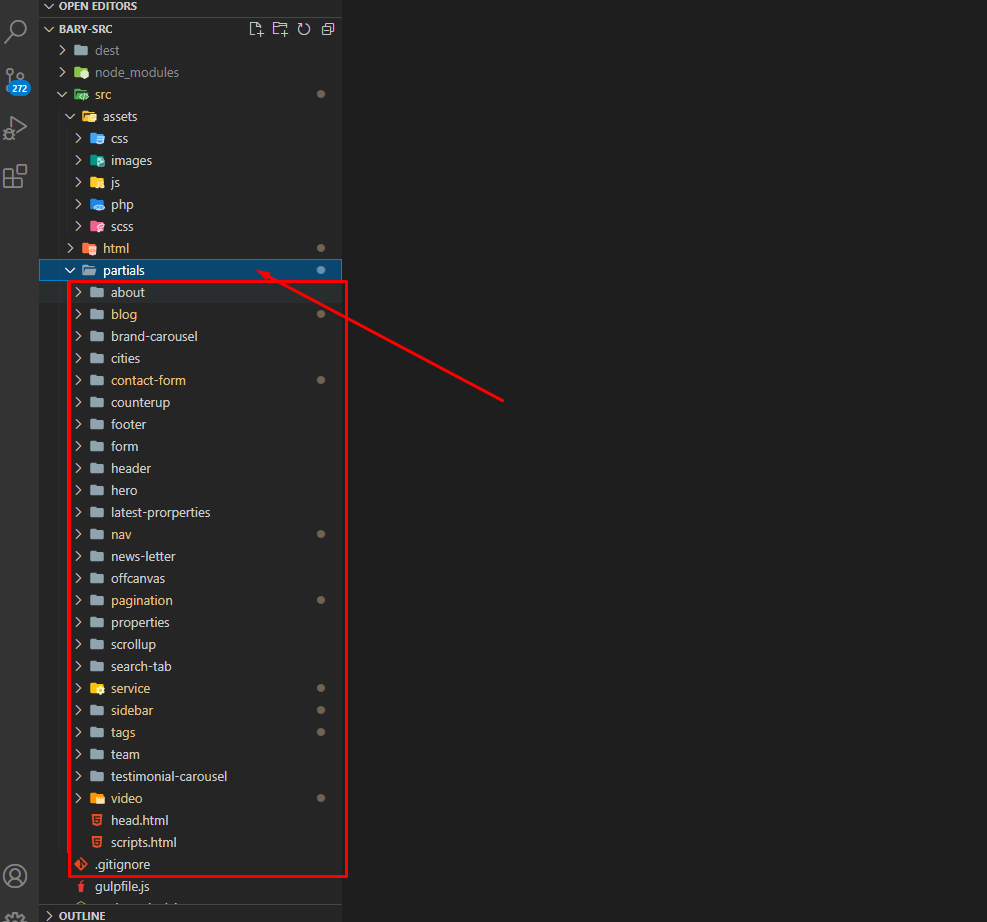 OPEN EDITORS
BARY-SRC
dest
272
node_modules
src
assets
css
images
js
php
scss
html
partials
about
blog
brand-carousel
cities
contact-form
counterup
footer
form
header
hero
latest-prorperties
nav
news-letter
offcanvas
pagination
properties
scrollup
search-tab
service
sidebar
tags
team
testimonial-carousel
video
head.html
scripts.html
.gitignore
gulpfile.js
OUTLINE